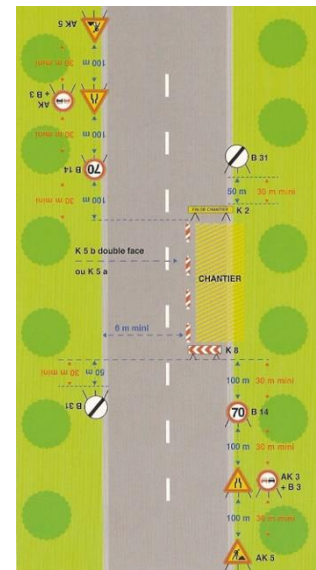 AK 5
100 m 30 m mini
AK + B 3
100 m 30 m mini
70 B 14
100 m
B 31
50 m 30 m mini
FIN DE CHANTIER K 2
K 5 b double face
ou K 5 a
CHANTIER
6 m mini
K 8
50 m 30 m mini
B 31
100 m 30 m mini
70 B 14
100 m 30 m mini
AK 3
+ B 3
100 m 30 m mini
AK 5